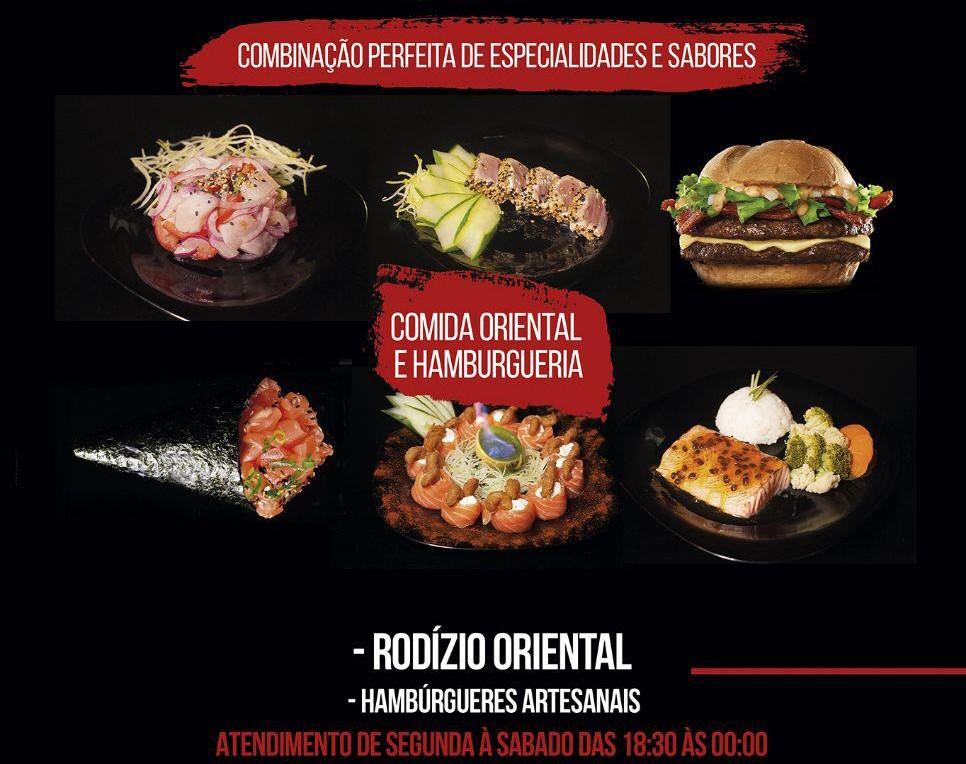 COMBINAÇÃO PERFEITA DE ESPECIALIDADES E SABORES
COMIDA ORIENTAL
E HAMBURGUERIA
- RODÍZIO ORIENTAL
- HAMBÚRGUERES ARTESANAIS
ATENDIMENTO DE SEGUNDA À SABADO DAS 18:30 ÀS 00:00